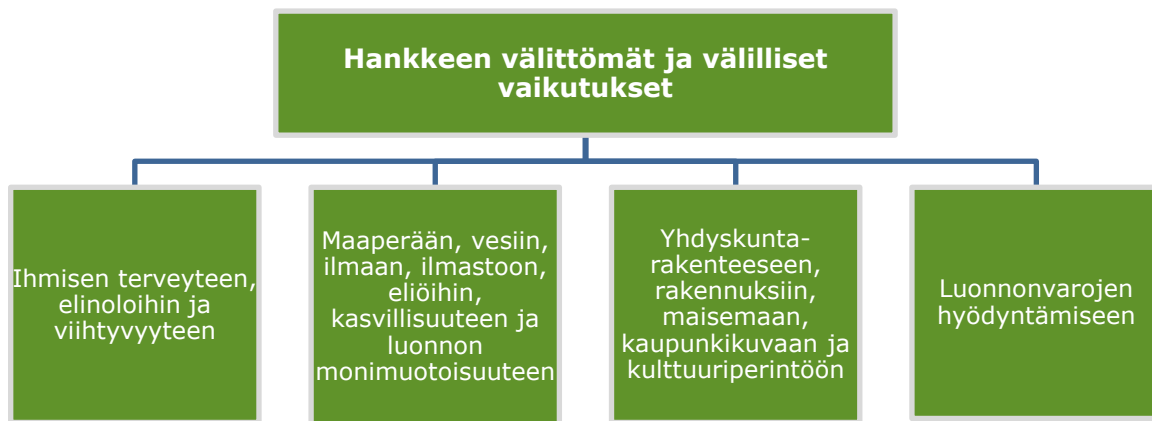 Hankkeen välittömät ja välilliset
vaikutukset
Ihmisen terveyteen,
elinoloihin ja
viihtyvyyteen
Maaperään, vesiin,
ilmaan, ilmastoon,
eliöihin,
kasvillisuuteen ja
luonnon
monimuotoisuuteen
Yhdyskunta-
rakenteeseen,
rakennuksiin,
maisemaan,
kaupunkikuvaan ja
kulttuuriperintöön
Luonnonvarojen
hyödyntämiseen